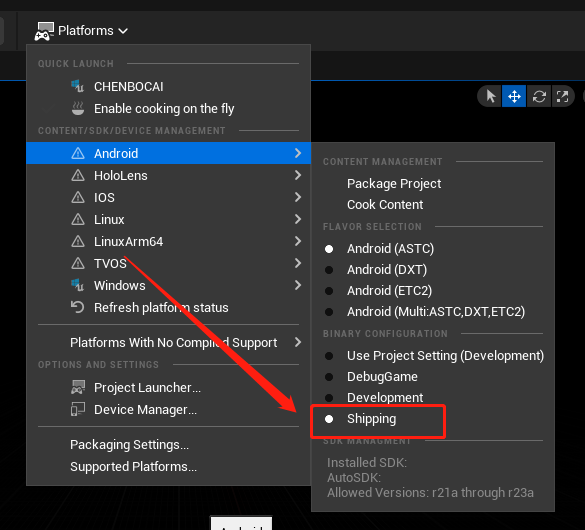 Platforms
QUICK LAUNCH
CHENBOCAI
Enable cooking on the fly
CONTENT/SDK/DEVICE MANAGEMENT
Android
HoloLens
IOS
Linux
LinuxArm64
TVOS
Windows
Refresh platform status
Platforms With No Compiled Support
OPTIONS AND SETTINGS
Project Launcher...
Device Manager...
Packaging Settings...
Supported Platforms...
CONTENT MANAGEMENT
Package Project
Cook Content
FLAVOR SELECTION
Android (ASTC)
Android (DXT)
Android (ETC2)
Android (Multi:ASTC,DXT,ETC2)
BINARY CONFIGURATION
Use Project Setting (Development)
DebugGame
Development
Shipping
SDK MANAGMENT
Installed SDK:
AutoSDK:
Allowed Versions: r21a through r23a